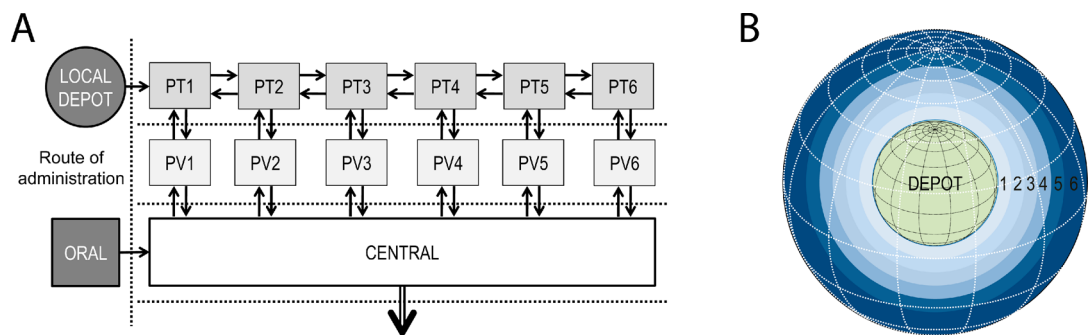 A
B
LOCAL
DEPOT
PT1 PT2 PT3 PT4 PT5 PT6
Route of
administration
PV1 PV2 PV3 PV4 PV5 PV6
ORAL
CENTRAL
DEPOT 1 2 3 4 5 6